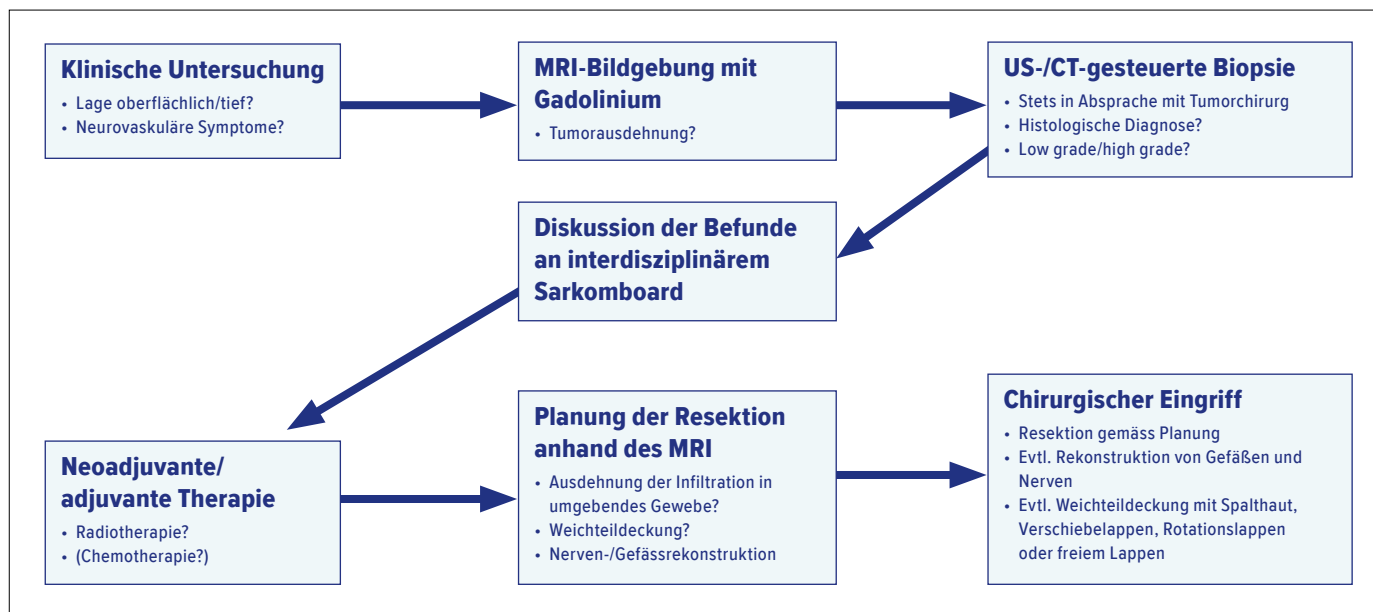 Klinische Untersuchung
• Lage oberflächlich/tief?
• Neurovaskuläre Symptome?
MRI-Bildgebung mit
Gadolinium
• Tumorausdehnung?
US-/CT-gesteuerte Biopsie
• Stets in Absprache mit Tumorchirurg
• Histologische Diagnose?
• Low grade/high grade?
Diskussion der Befunde
an interdisziplinärem
Sarkomboard
Neoadjuvante/
adjuvante Therapie
• Radiotherapie?
• (Chemotherapie?)
Planung der Resektion
anhand des MRI
• Ausdehnung der Infiltration in
umgebendes Gewebe?
• Weichteildeckung?
• Nerven-/Gefässrekonstruktion
Chirurgischer Eingriff
• Resektion gemäss Planung
• Evtl. Rekonstruktion von Gefäßen und
Nerven
• Evtl. Weichteildeckung mit Spalthaut,
Verschiebelappen, Rotationslappen
oder freiem Lappen